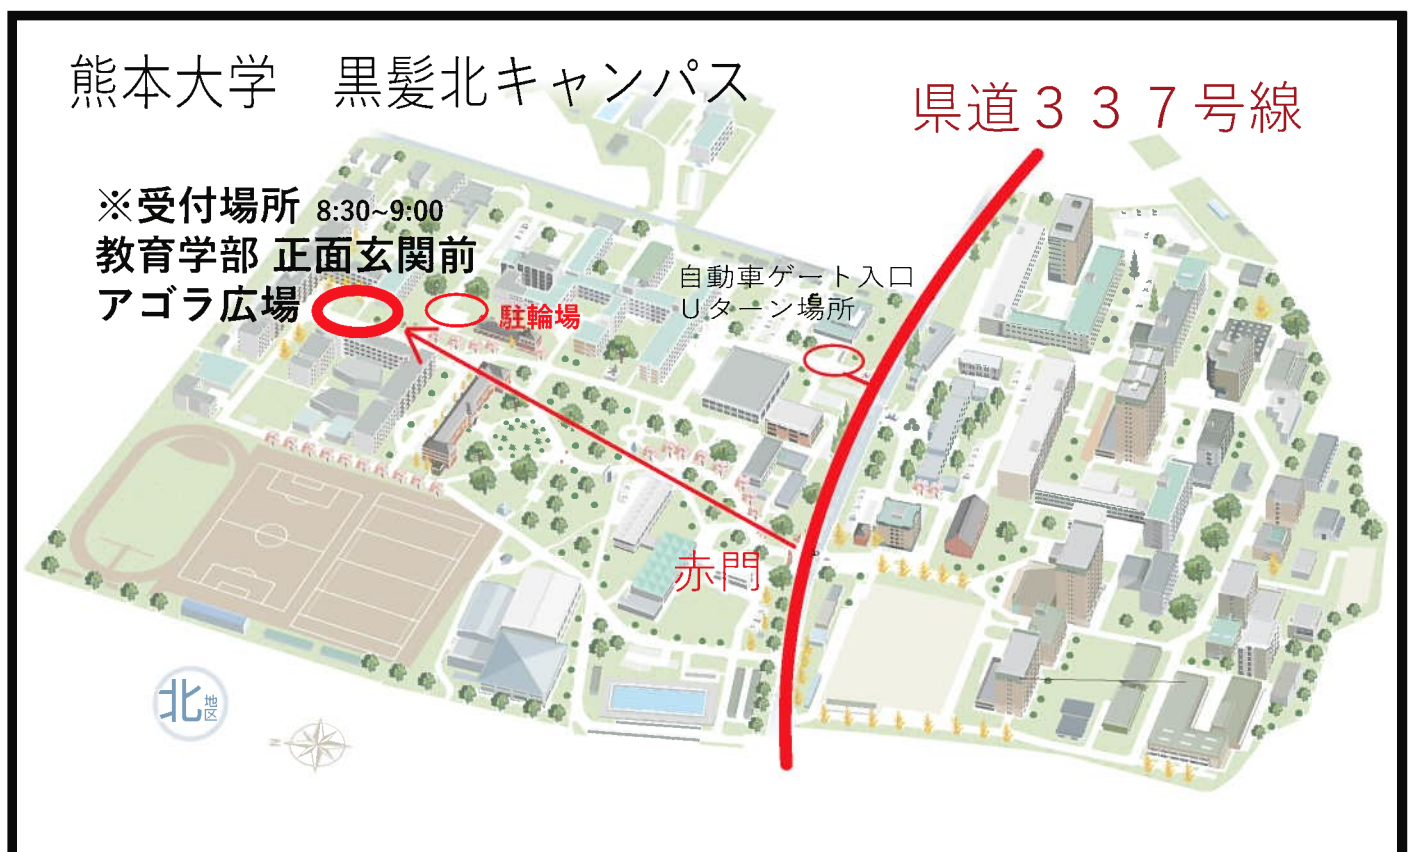 熊本大学　黒髪北キャンパス
県道３３７号線
※受付場所 8:30~9:00
教育学部 正面玄関前
アゴラ広場
駐輪場
自動車ゲート入口
Ｕターン場所
赤門
北地区
N